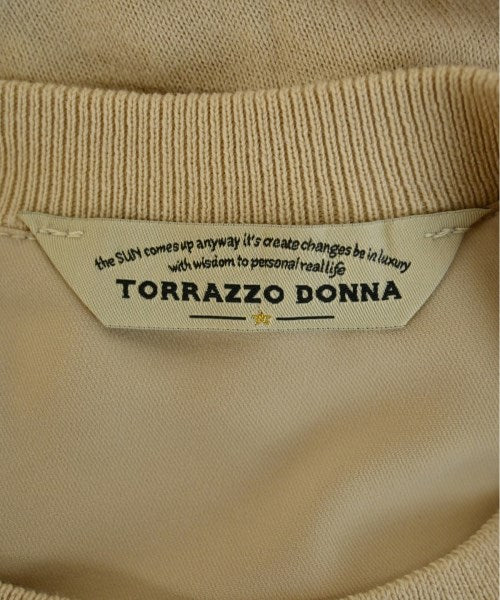 the SUN comes up anyway it's create changes be in luxury
with wisdom to personal real life
TORRAZZO DONNA